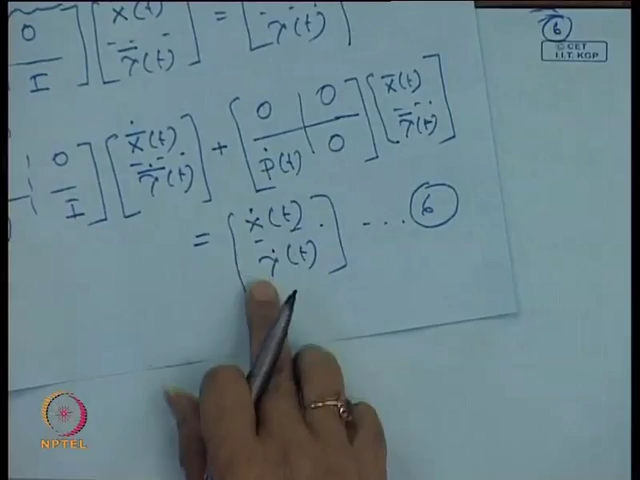 6
© CET
I.I.T. KGP
0 x̄(t) =
I λ̄(t) λ(t)
0 ẋ̄(t) + 0 0 x̄(t)
I λ̄̇(t) Ṗ(t) 0 λ̄(t)
= ẋ(t) ... 6
λ̇(t)
NPTEL